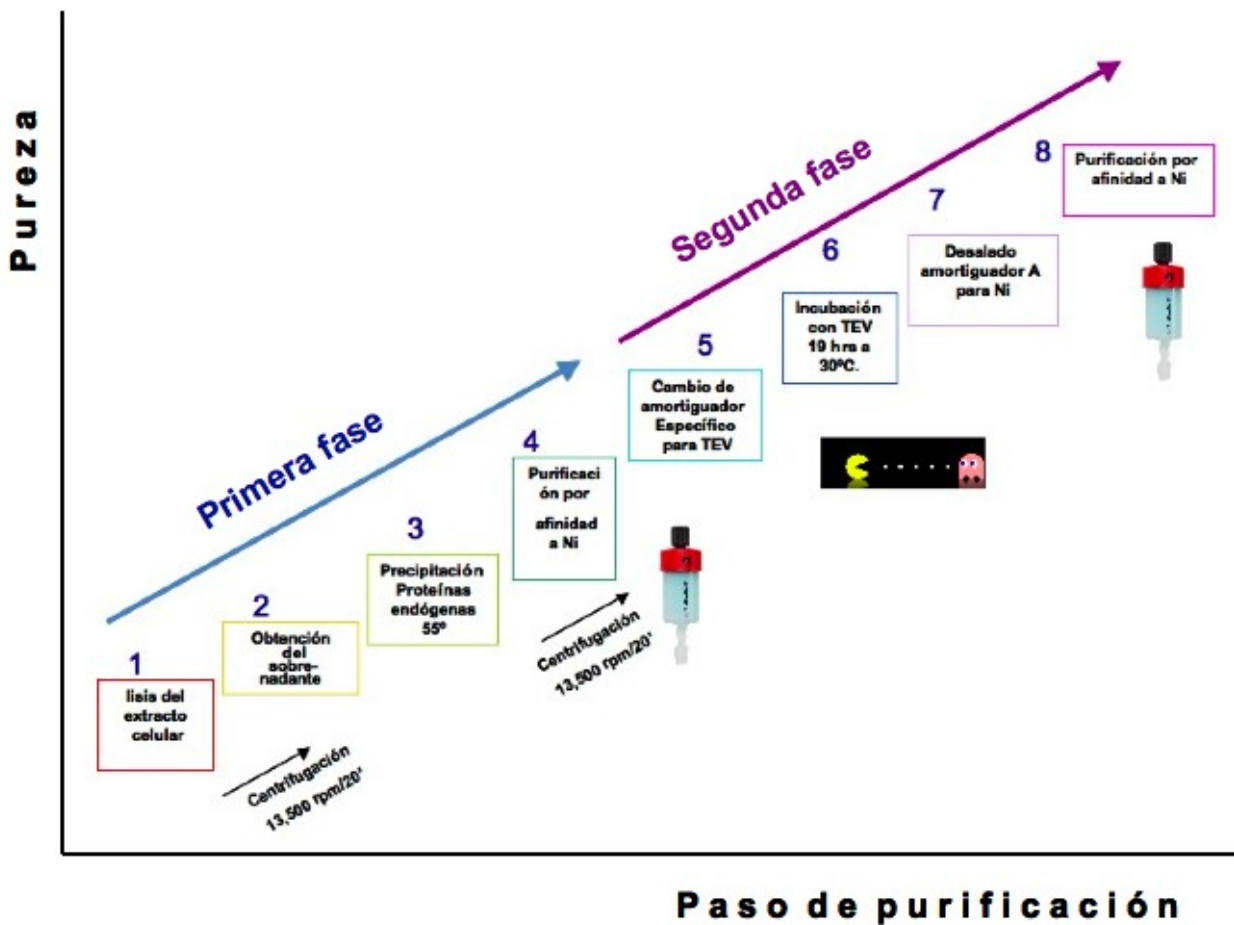 Pureza
Primera fase
Segunda fase
1
lisis del
extracto
celular
2
Obtención
del
sobre-
nadante
Centrifugación
13,500 rpm/20'
3
Precipitación
Proteínas
endógenas
55º
4
Purificaci
ón por
afinidad
a Ni
Centrifugación
13,500 rpm/20'
5
Cambio de
amortiguador
Específico
para TEV
6
Incubación
con TEV
19 hrs a
30ºC.
7
Desalado
amortiguador A
para Ni
8
Purificación por
afinidad a Ni
Paso de purificación